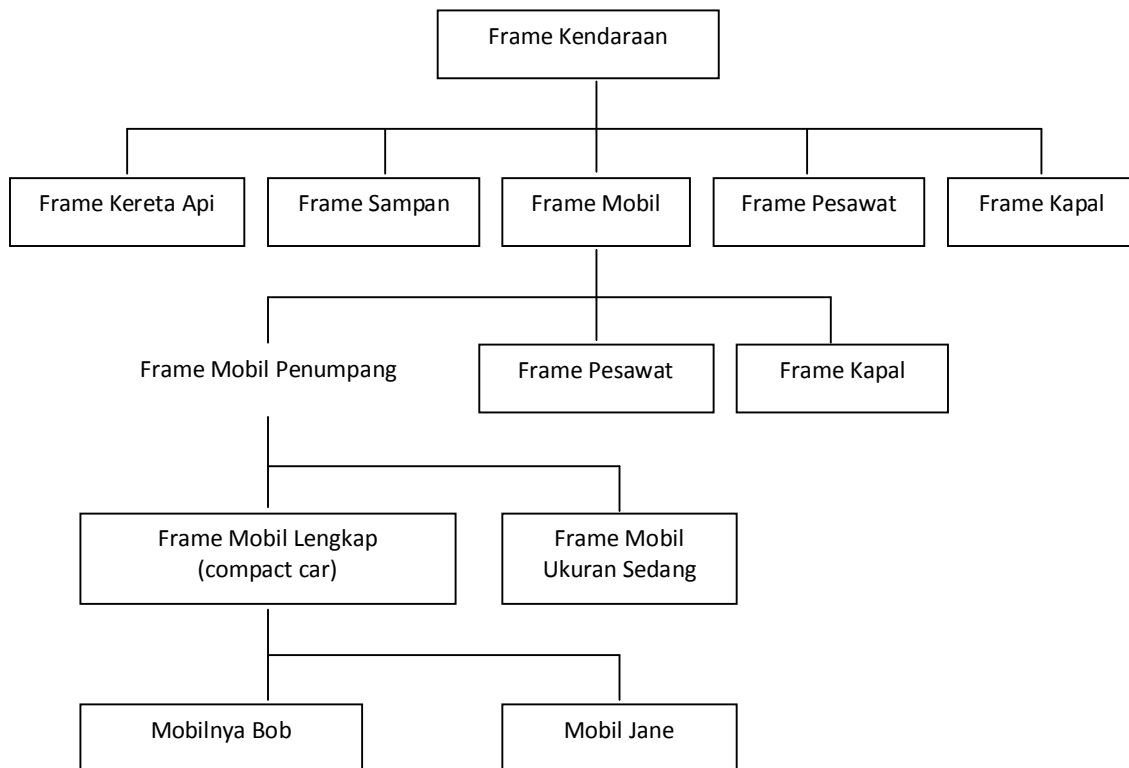 Frame Kendaraan
Frame Kereta Api
Frame Sampan
Frame Mobil
Frame Pesawat
Frame Kapal
Frame Mobil Penumpang
Frame Pesawat
Frame Kapal
Frame Mobil Lengkap
(compact car)
Frame Mobil
Ukuran Sedang
Mobilnya Bob
Mobil Jane